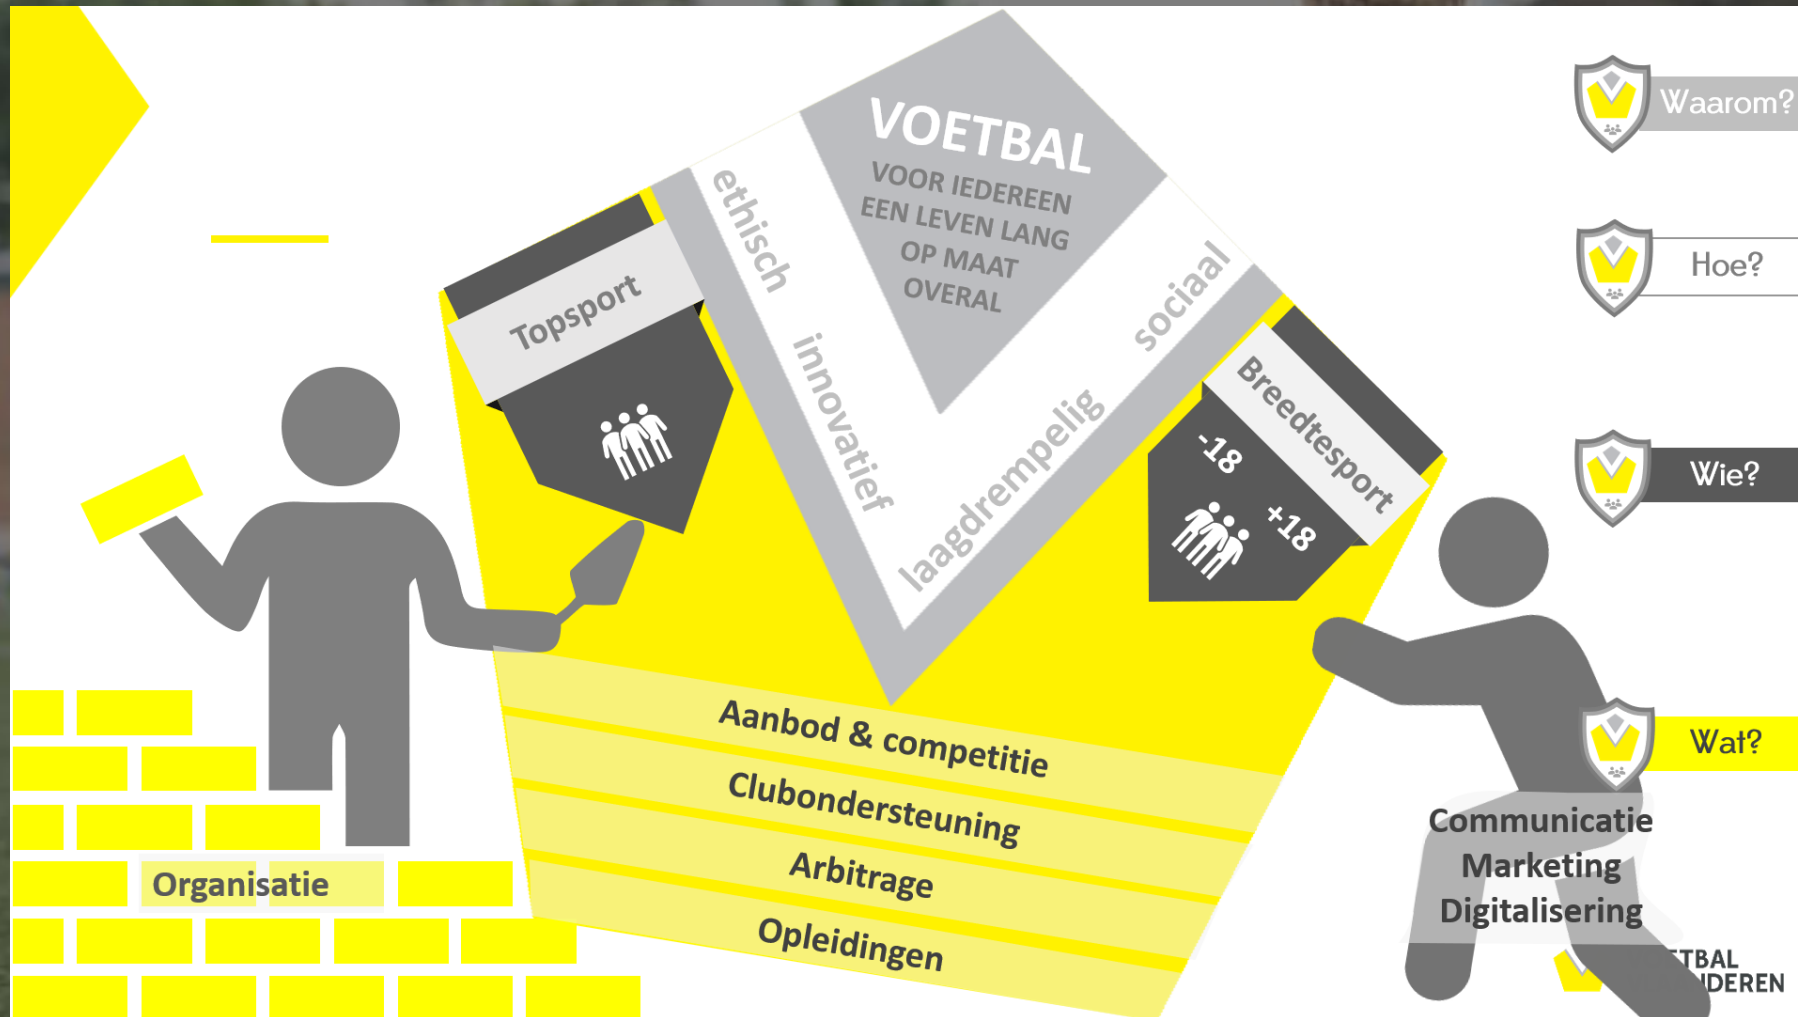 VOETBAL
VOOR IEDEREEN
EEN LEVEN LANG
OP MAAT
OVERAL
ethisch
innovatief
sociaal
laagdrempelig
Topsport
Breedtesport
-18
+18
Aanbod & competitie
Clubondersteuning
Arbitrage
Opleidingen
Organisatie
Waarom?
Hoe?
Wie?
Wat?
Communicatie
Marketing
Digitalisering